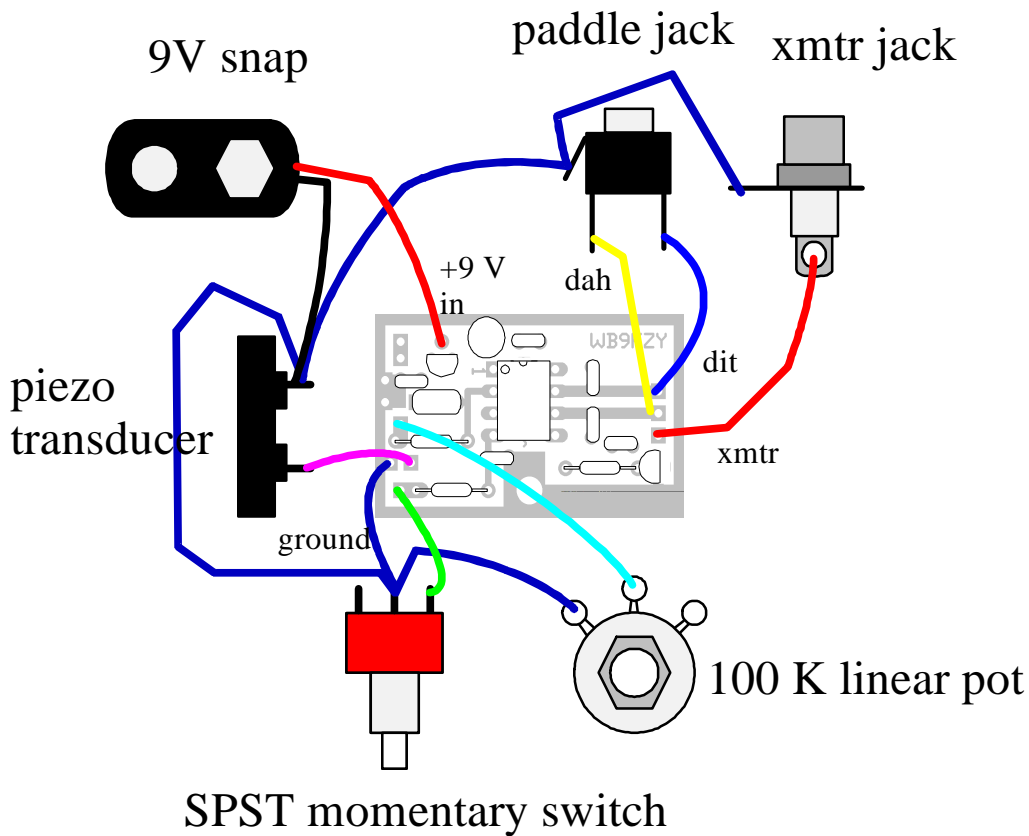 paddle jack
xmtr jack
9V snap
+9 V
in
dah
dit
piezo
transducer
xmtr
ground
100 K linear pot
SPST momentary switch